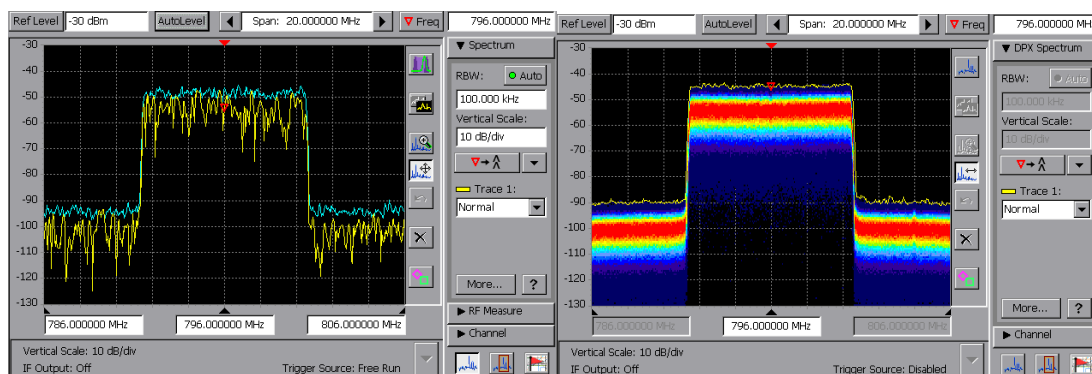 Ref Level -30 dBm AutoLevel Span: 20.000000 MHz Freq 796.000000 MHz
-30
-40
-50
-60
-70
-80
-90
-100
-110
-120
-130
786.000000 MHz 796.000000 MHz 806.000000 MHz
Vertical Scale: 10 dB/div
IF Output: Off Trigger Source: Free Run
Spectrum
RBW: Auto
100.000 kHz
Vertical Scale:
10 dB/div
Trace 1:
Normal
More... ?
RF Measure
Channel
Ref Level -30 dBm AutoLevel Span: 20.000000 MHz Freq 796.000000 MH
-30
-40
-50
-60
-70
-80
-90
-100
-110
-120
-130
786.000000 MHz 796.000000 MHz 806.000000 MHz
Vertical Scale: 10 dB/div
IF Output: Off Trigger Source: Disabled
DPX Spectrum
RBW: Auto
100.000 kHz
Vertical Scale:
10 dB/div
Trace 1:
Normal
More... ?
Channel